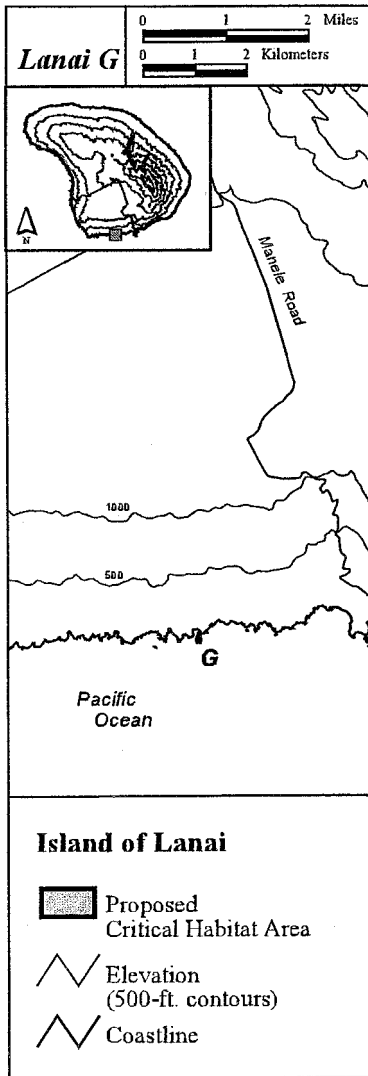 Lanai G
0 1 2 Miles
0 1 2 Kilometers
N
Manele Road
1000
500
G
Pacific
Ocean
Island of Lanai
Proposed
Critical Habitat Area
Elevation
(500-ft. contours)
Coastline